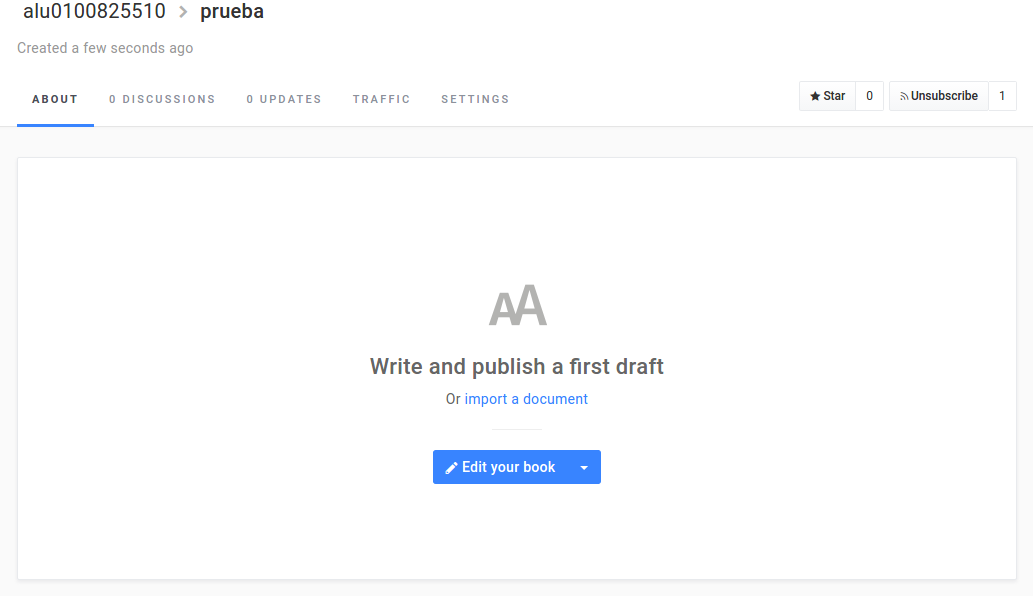 alu0100825510 > prueba
Created a few seconds ago
ABOUT 0 DISCUSSIONS 0 UPDATES TRAFFIC SETTINGS Star 0 Unsubscribe 1
AA
Write and publish a first draft
Or import a document
Edit your book